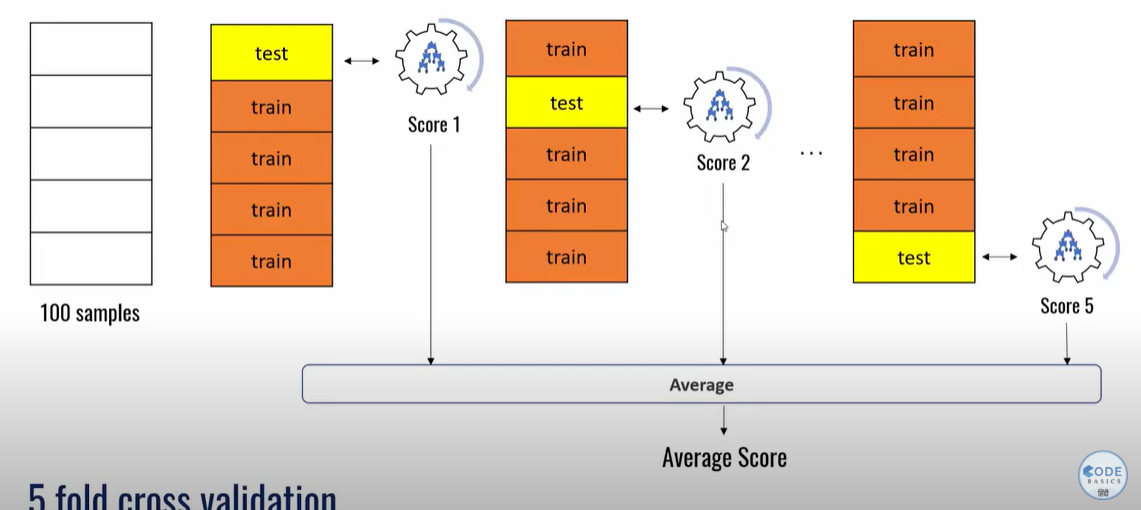 100 samples
test
train
train
train
train
Score 1
train
test
train
train
train
Score 2
...
train
train
train
train
test
Score 5
Average
Average Score
5 fold cross validation
CODE
BASICS